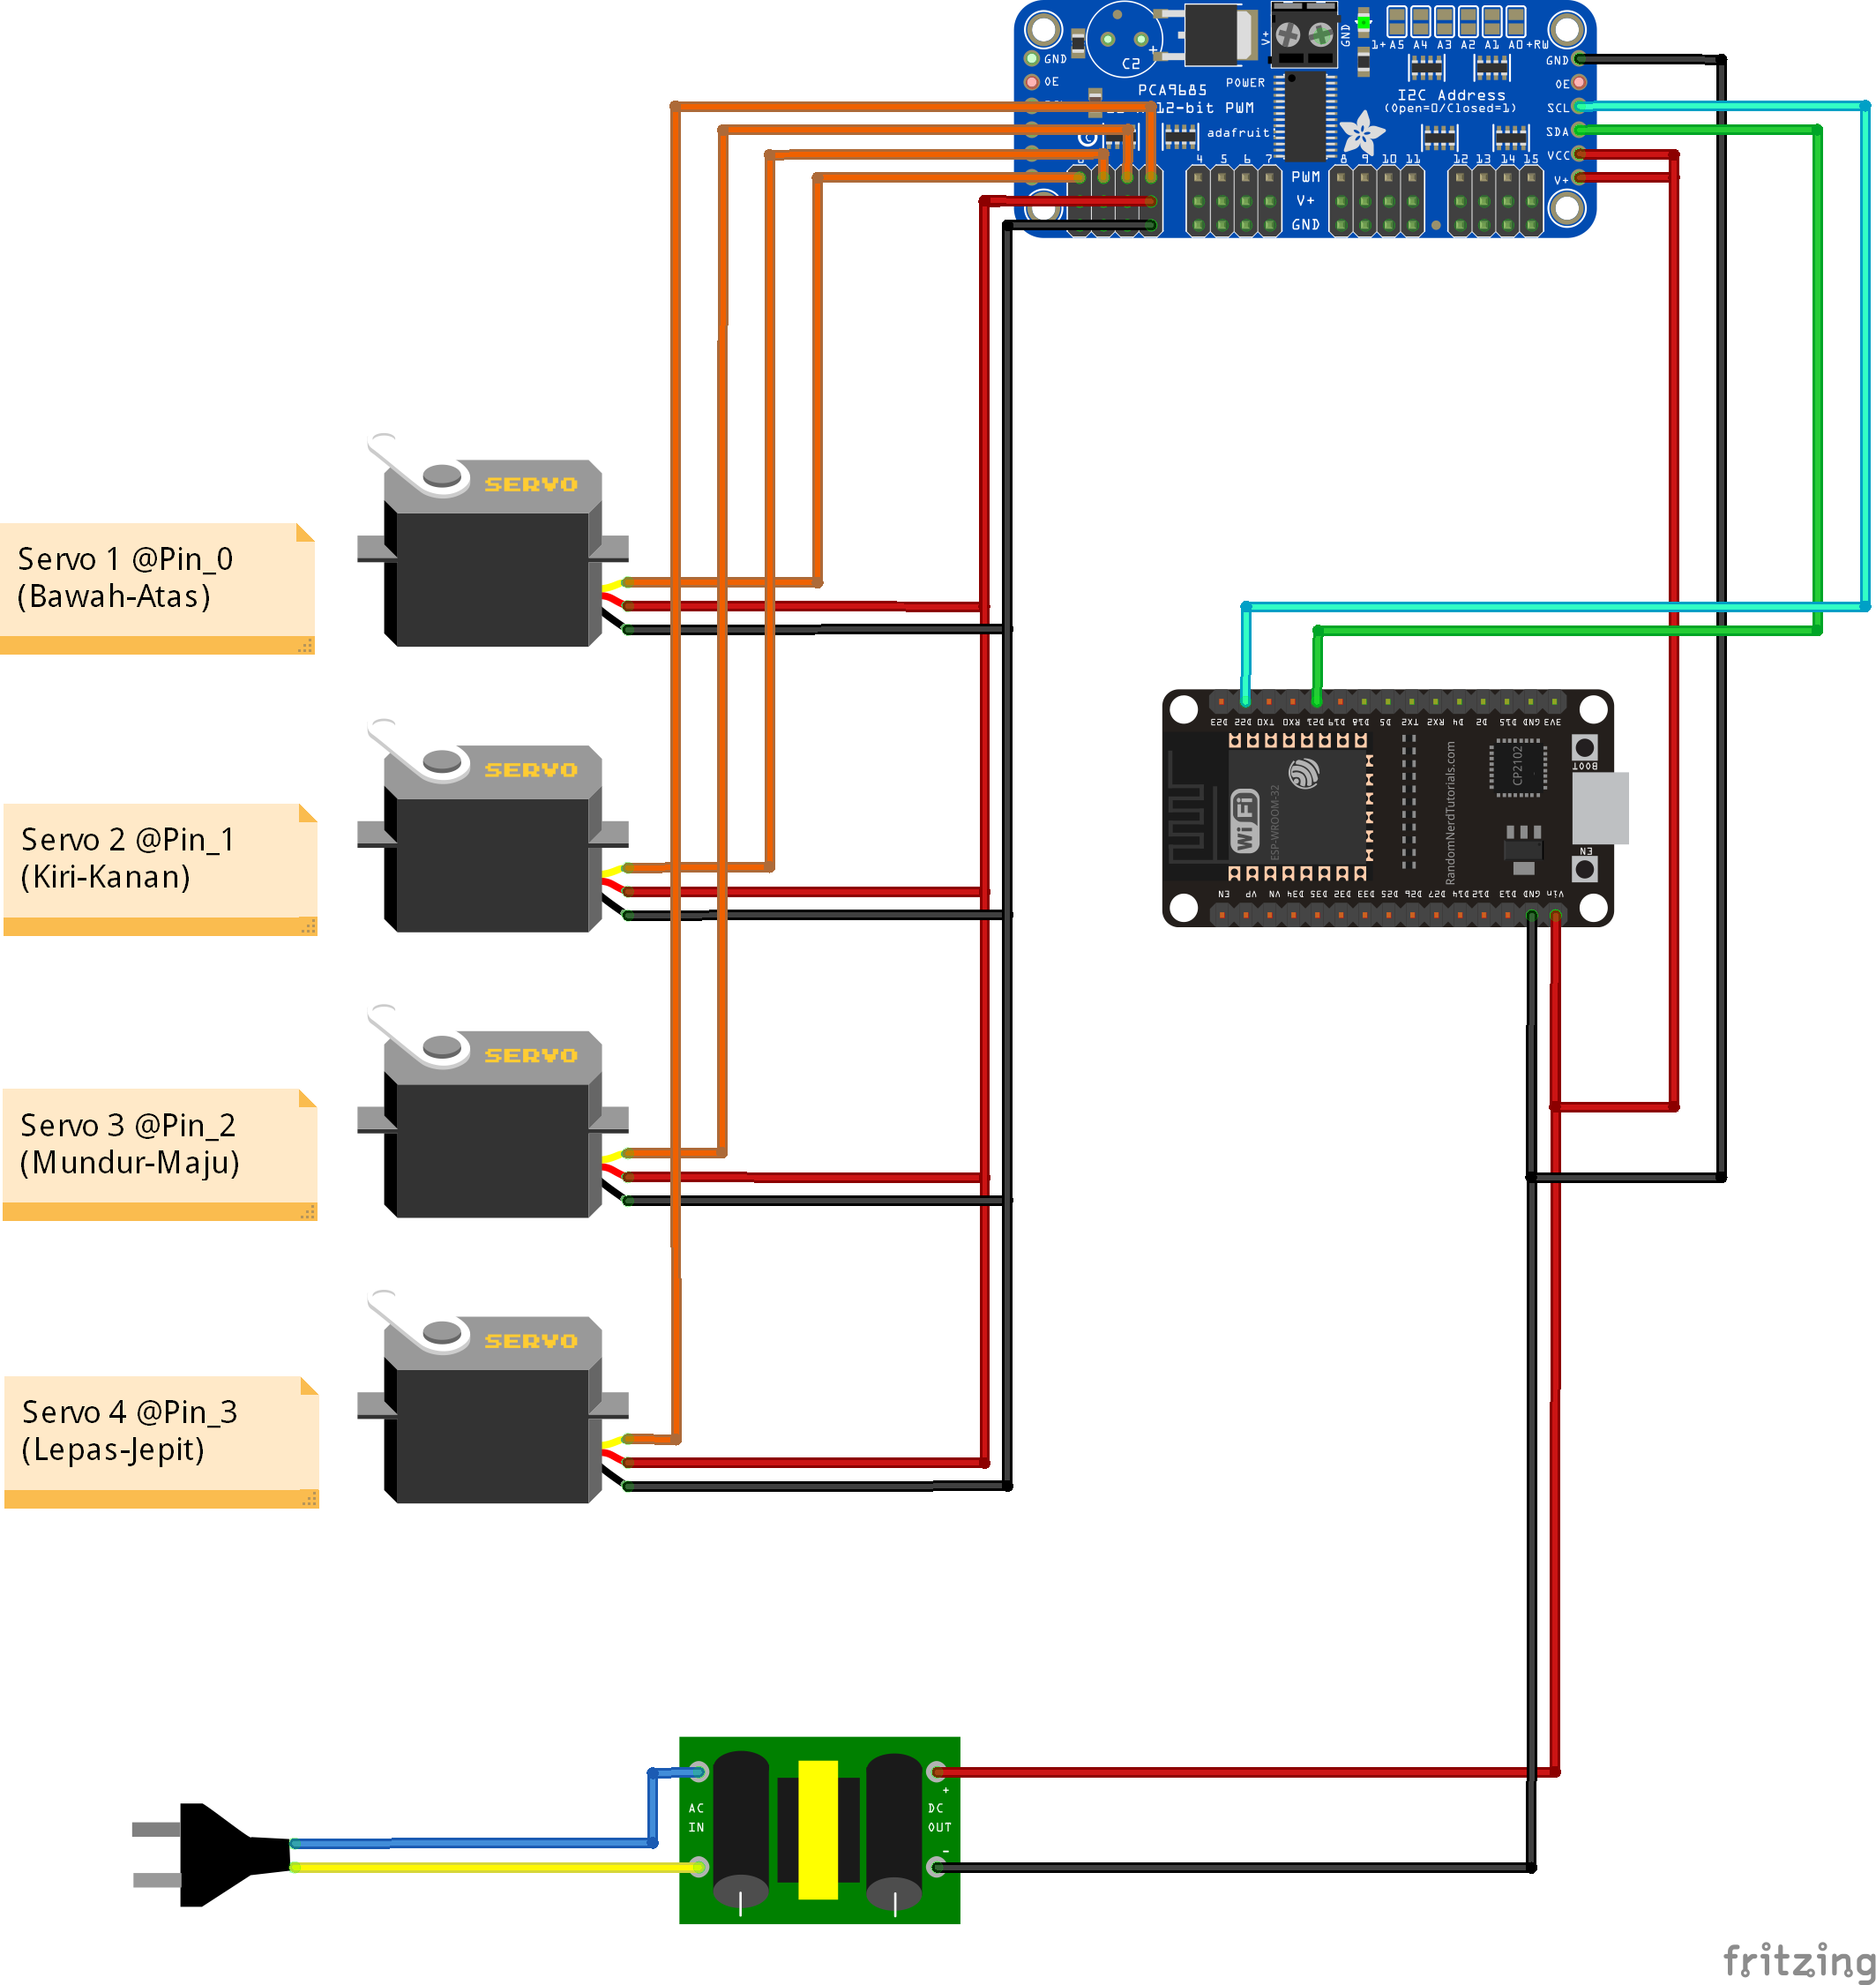 V+
GND
1+ A5 A4 A3 A2 A1 A0 +RW
GND
OE
C2
+
POWER
PCA9685
12-bit PWM
adafruit
I2C Address
(Open=0/Closed=1)
GND
OE
SCL
SDA
VCC
V+
4 5 6 7
8 9 10 11
12 13 14 15
PWM
V+
GND
SERVO
Servo 1 @Pin_0
(Bawah-Atas)
SERVO
Servo 2 @Pin_1
(Kiri-Kanan)
SERVO
Servo 3 @Pin_2
(Mundur-Maju)
SERVO
Servo 4 @Pin_3
(Lepas-Jepit)
D23 D22 TX0 RX0 D21 D19 D18 D5 TX2 RX2 D4 D2 D15 GND 3V3
WiFi
ESP-WROOM-32
RandomNerdTutorials.com
CP2102
BOOT
EN
EN VP VN D34 D35 D32 D33 D25 D26 D27 D14 D12 D13 GND Vin
AC
IN
+
DC
OUT
-
fritzing